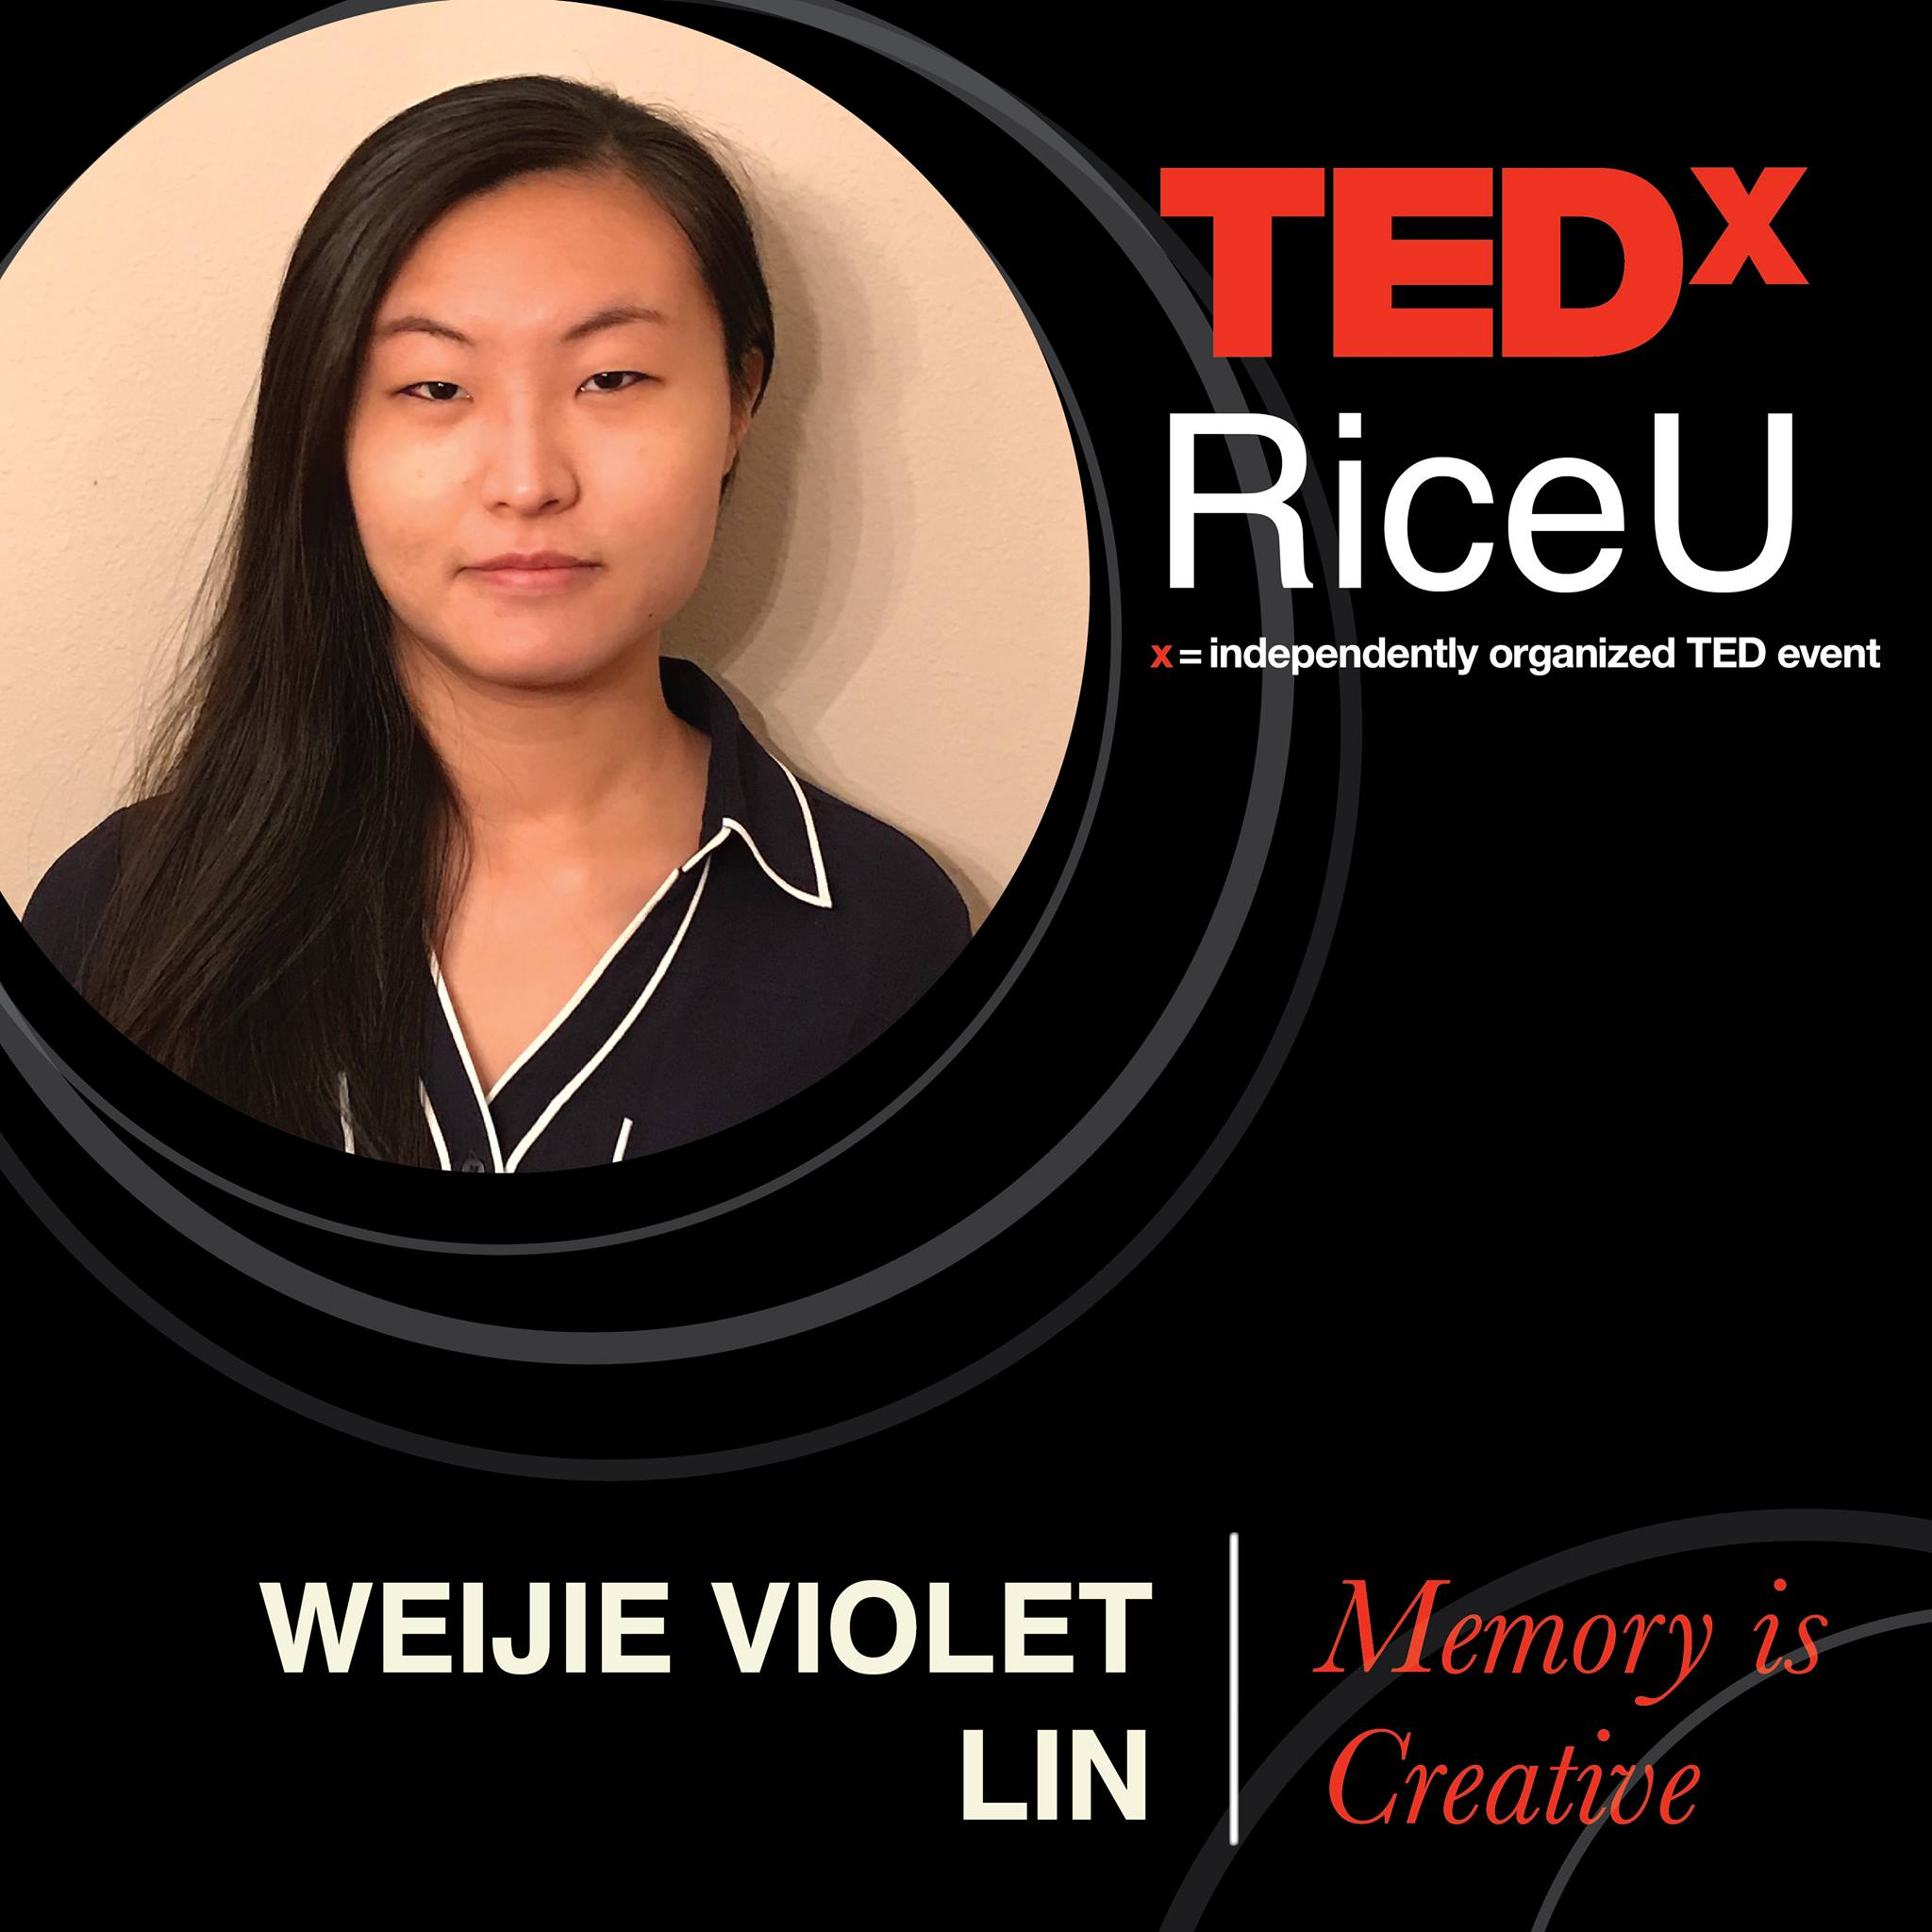 TEDx
RiceU
x = independently organized TED event
WEIJIE VIOLET
LIN
Memory is
Creative